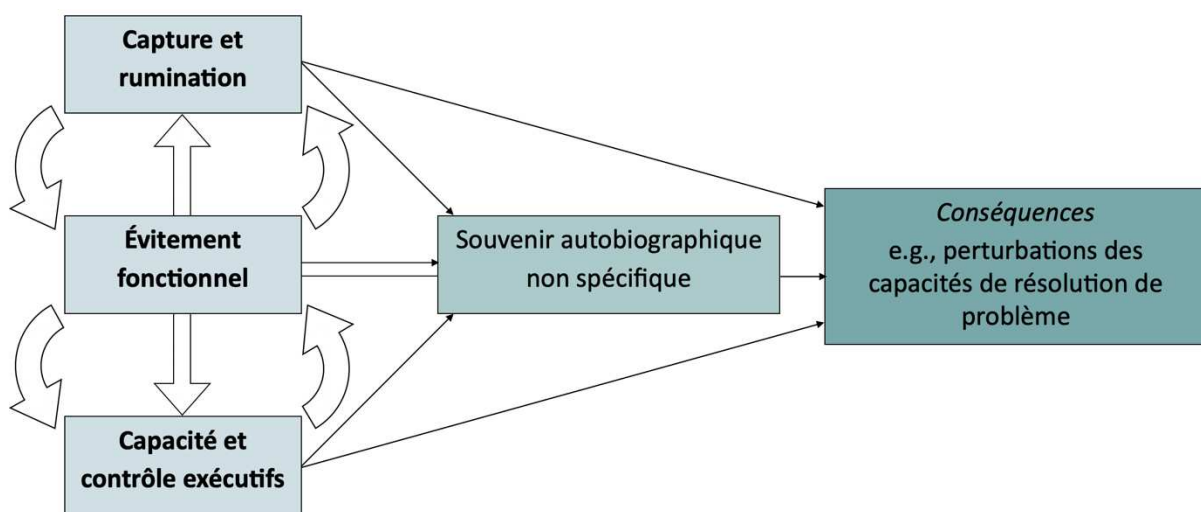 Capture et
rumination
Évitement
fonctionnel
Capacité et
contrôle exécutifs
Souvenir autobiographique
non spécifique
Conséquences
e.g., perturbations des
capacités de résolution de
problème